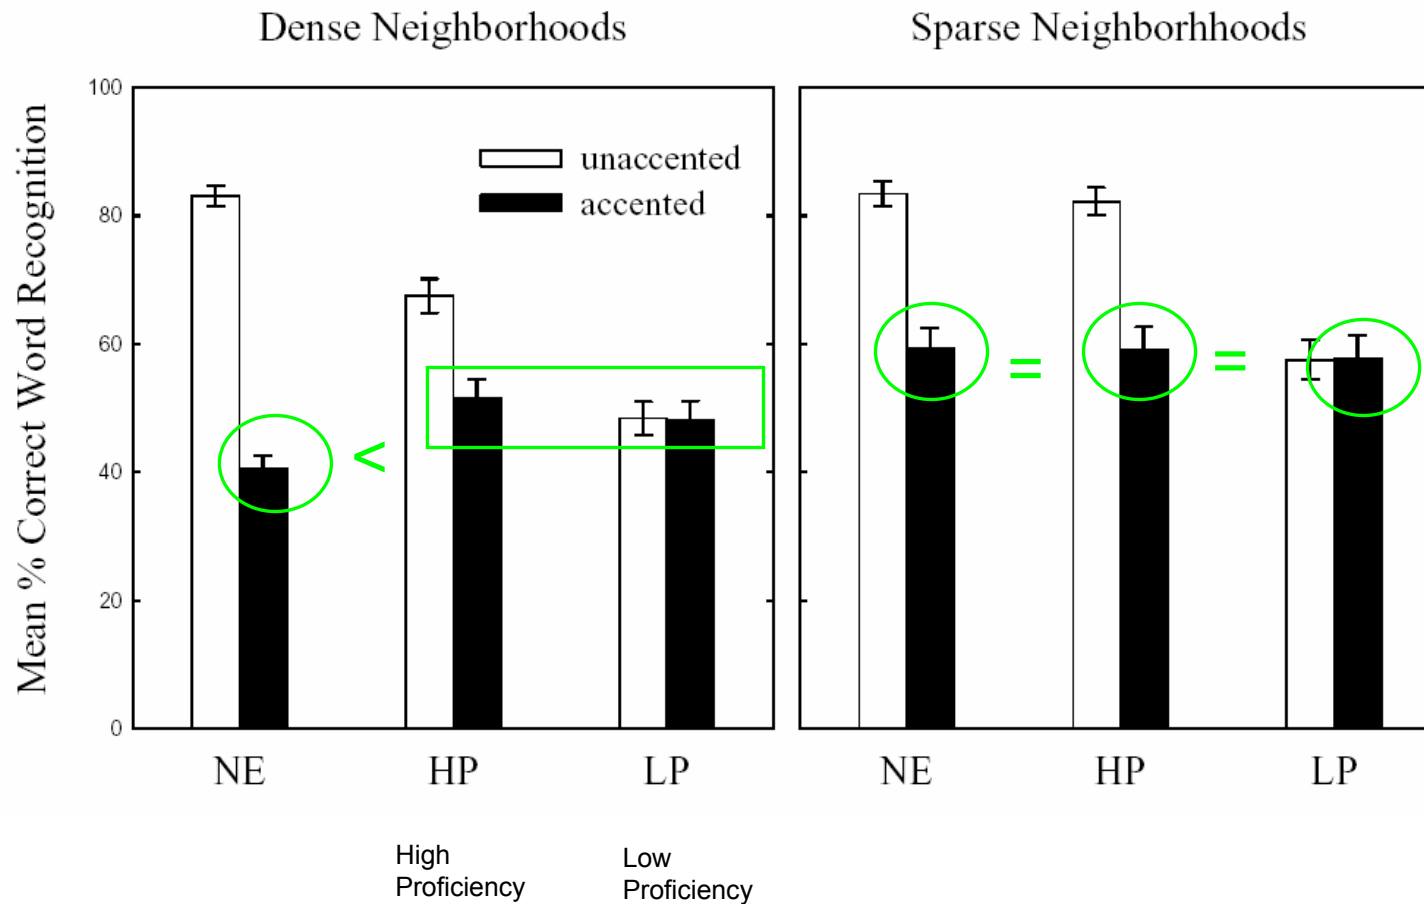 Dense Neighborhoods
Sparse Neighborhhoods
Mean % Correct Word Recognition
100
80
60
40
20
0
unaccented
accented
<
=
=
NE
HP
LP
NE
HP
LP
High
Proficiency
Low
Proficiency